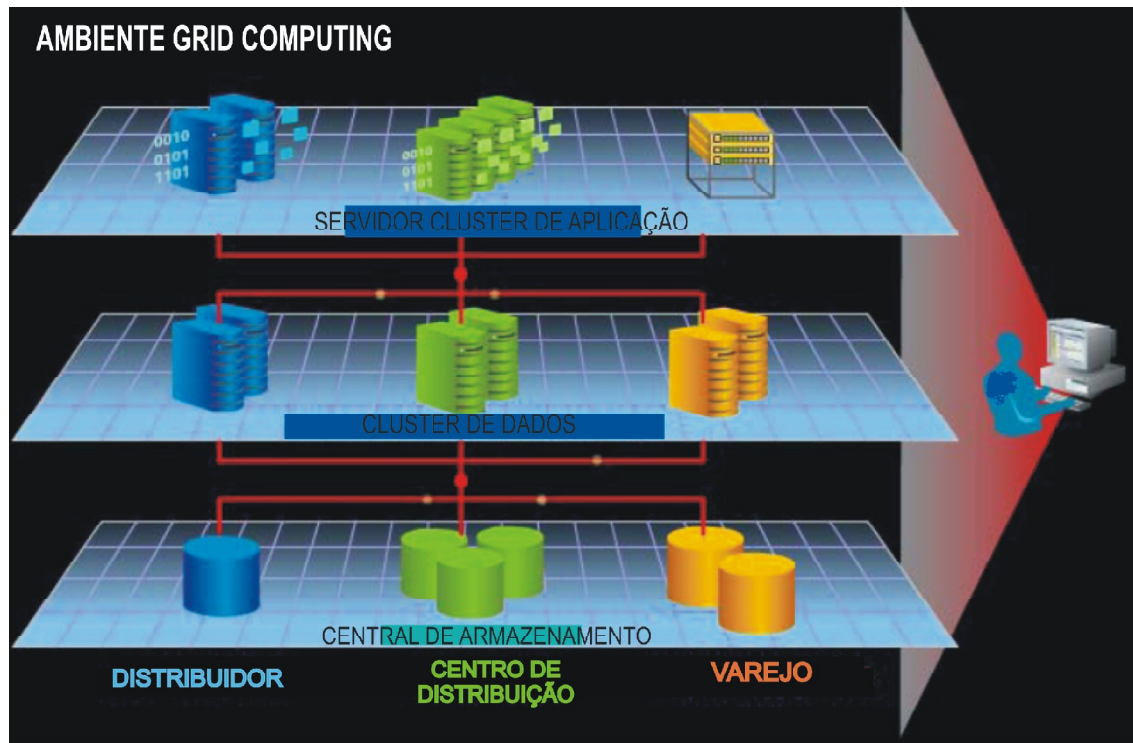 AMBIENTE GRID COMPUTING
0010
0101
1101
0010
0101
1101
SERVIDOR CLUSTER DE APLICAÇÃO
CLUSTER DE DADOS
CENTRAL DE ARMAZENAMENTO
DISTRIBUIDOR
CENTRO DE
DISTRIBUIÇÃO
VAREJO